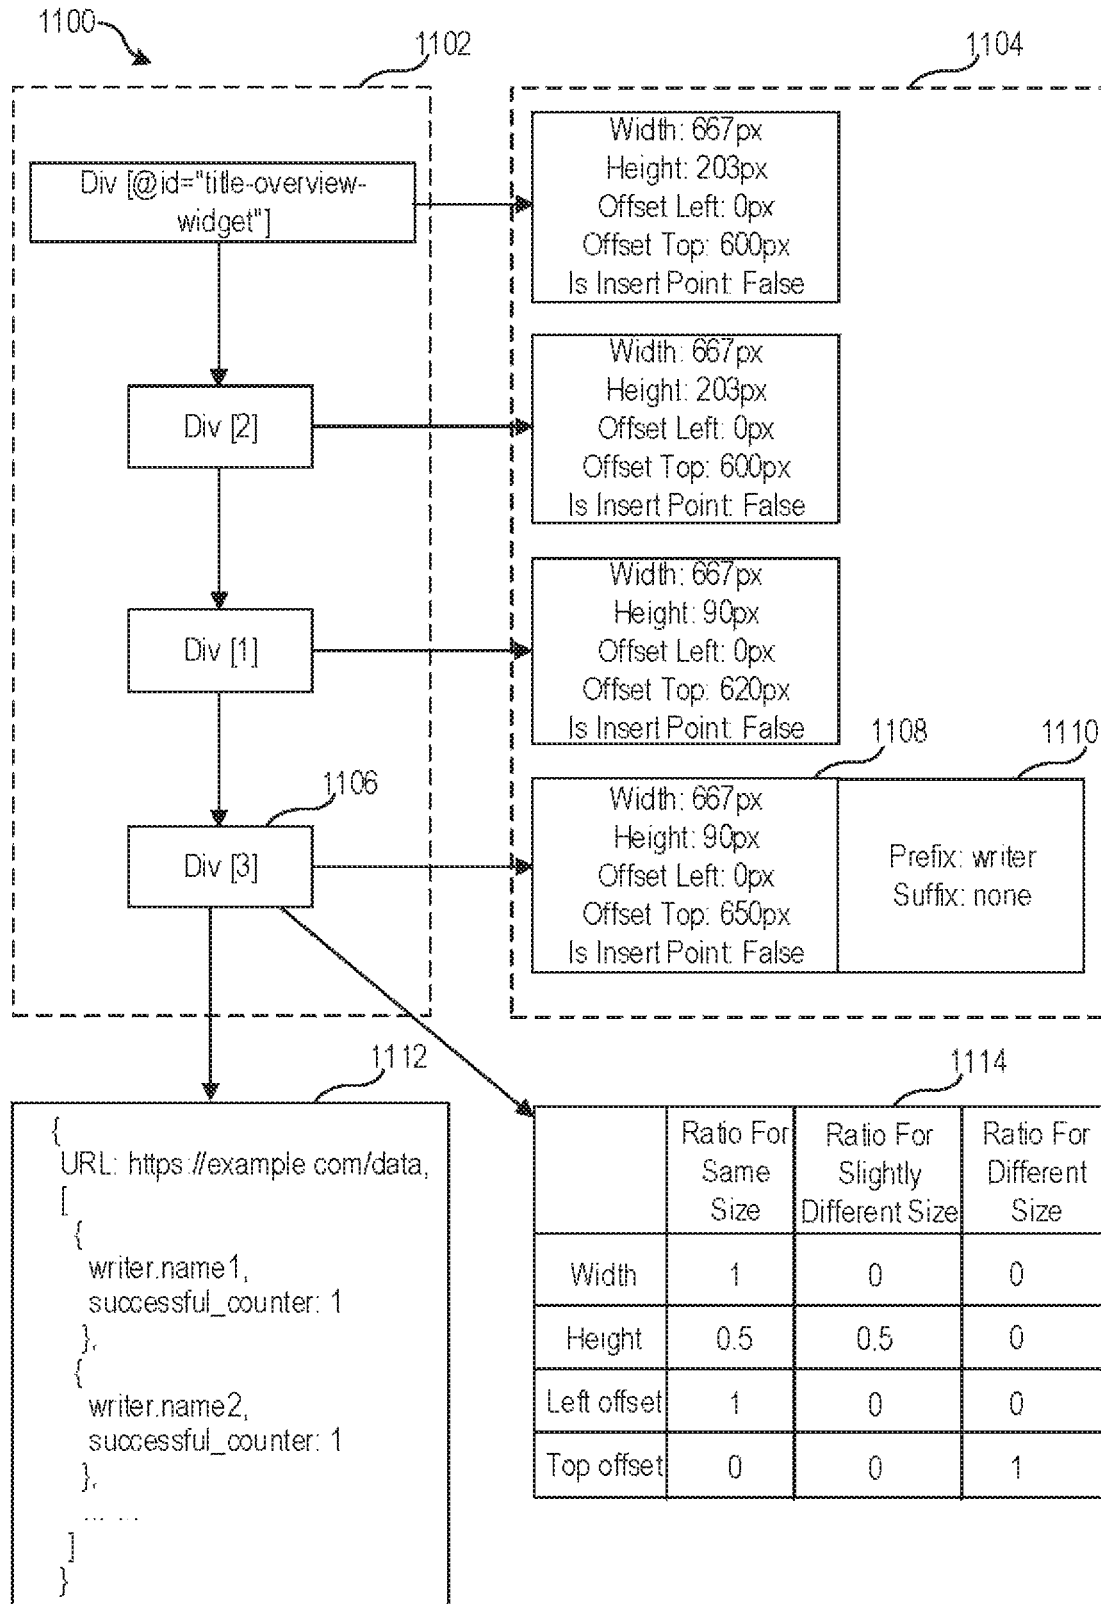 1100
1102
1104
Div [@id="title-overview-
widget"]
Width: 667px
Height: 203px
Offset Left: 0px
Offset Top: 600px
Is Insert Point: False
Div [2]
Width: 667px
Height: 203px
Offset Left: 0px
Offset Top: 600px
Is Insert Point: False
Div [1]
Width: 667px
Height: 90px
Offset Left: 0px
Offset Top: 620px
Is Insert Point: False
1106
Div [3]
1108
1110
Width: 667px
Height: 90px
Offset Left: 0px
Offset Top: 650px
Is Insert Point: False
Prefix: writer
Suffix: none
1112
{
URL: https://example.com/data,
[
{
writer.name1,
successful_counter: 1
},
{
writer.name2,
successful_counter: 1
},
... ...
]
}
1114
Ratio For
Same
Size
Ratio For
Slightly
Different Size
Ratio For
Different
Size
Width 1 0 0
Height 0.5 0.5 0
Left offset 1 0 0
Top offset 0 0 1